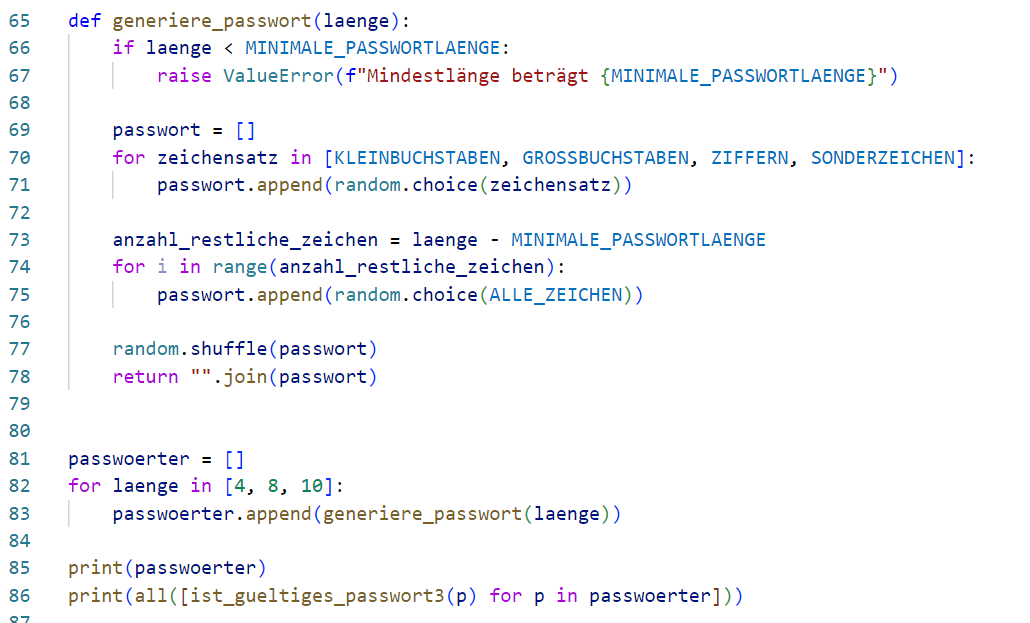 65 def generiere_passwort(laenge):
66     if laenge < MINIMALE_PASSWORTLAENGE:
67         raise ValueError(f"Mindestlänge beträgt {MINIMALE_PASSWORTLAENGE}")
68
69     passwort = []
70     for zeichensatz in [KLEINBUCHSTABEN, GROSSBUCHSTABEN, ZIFFERN, SONDERZEICHEN]:
71         passwort.append(random.choice(zeichensatz))
72
73     anzahl_restliche_zeichen = laenge - MINIMALE_PASSWORTLAENGE
74     for i in range(anzahl_restliche_zeichen):
75         passwort.append(random.choice(ALLE_ZEICHEN))
76
77     random.shuffle(passwort)
78     return "".join(passwort)
79
80
81 passwoerter = []
82 for laenge in [4, 8, 10]:
83     passwoerter.append(generiere_passwort(laenge))
84
85 print(passwoerter)
86 print(all([ist_gueltiges_passwort3(p) for p in passwoerter]))
87